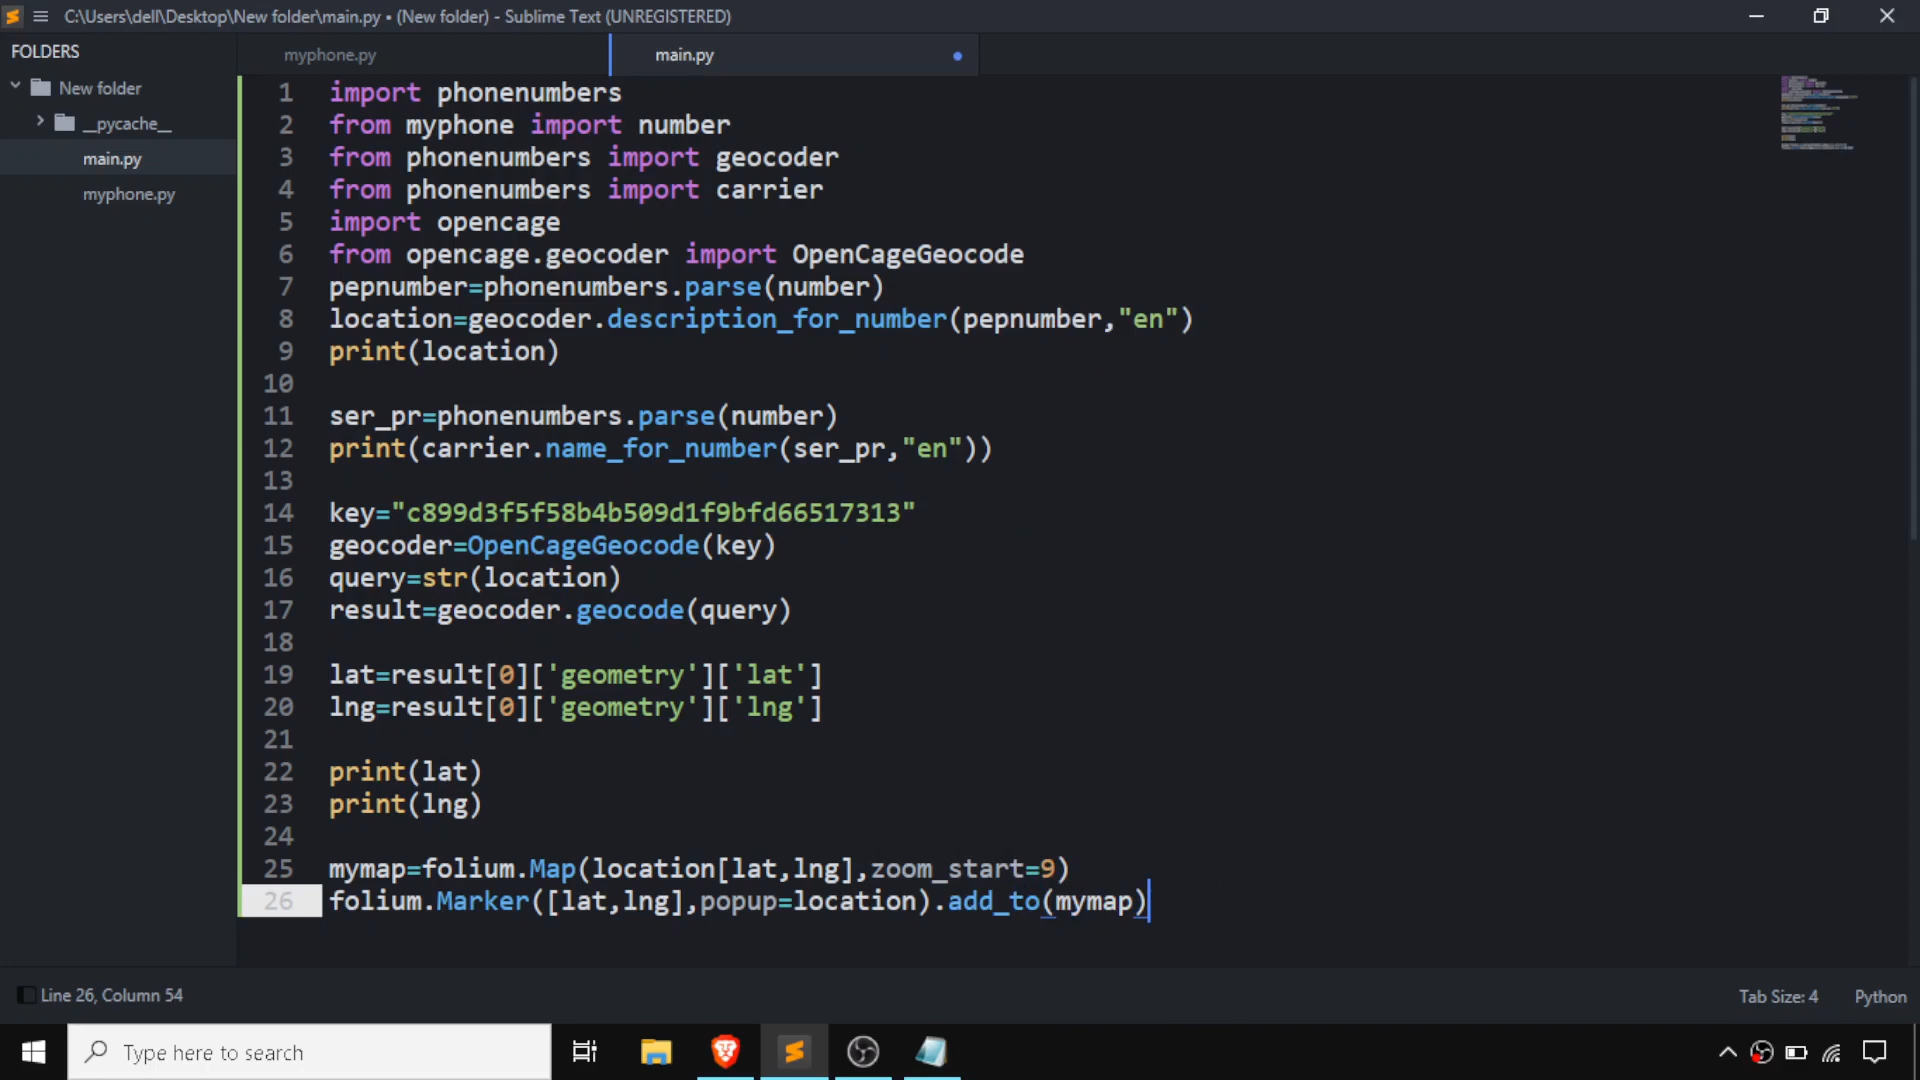 C:\Users\dell\Desktop\New folder\main.py • (New folder) - Sublime Text (UNREGISTERED)
FOLDERS
New folder
__pycache__
main.py
myphone.py
myphone.py
main.py
1 import phonenumbers
2 from myphone import number
3 from phonenumbers import geocoder
4 from phonenumbers import carrier
5 import opencage
6 from opencage.geocoder import OpenCageGeocode
7 pepnumber=phonenumbers.parse(number)
8 location=geocoder.description_for_number(pepnumber,"en")
9 print(location)
10
11 ser_pr=phonenumbers.parse(number)
12 print(carrier.name_for_number(ser_pr,"en"))
13
14 key="c899d3f5f58b4b509d1f9bfd66517313"
15 geocoder=OpenCageGeocode(key)
16 query=str(location)
17 result=geocoder.geocode(query)
18
19 lat=result[0]['geometry']['lat']
20 lng=result[0]['geometry']['lng']
21
22 print(lat)
23 print(lng)
24
25 mymap=folium.Map(location[lat,lng],zoom_start=9)
26 folium.Marker([lat,lng],popup=location).add_to(mymap)
Line 26, Column 54
Tab Size: 4
Python
Type here to search